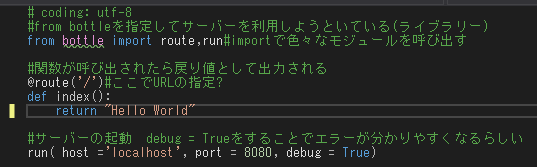 # coding: utf-8
#from bottleを指定してサーバーを利用しようといている(ライブラリー)
from bottle import route,run#importで色々なモジュールを呼び出す
#関数が呼び出されたら戻り値として出力される
@route('/')#ここでURLの指定?
def index():
    return "Hello World"
#サーバーの起動　debug = Trueをすることでエラーが分かりやすくなるらしい
run( host ='localhost', port = 8080, debug = True)